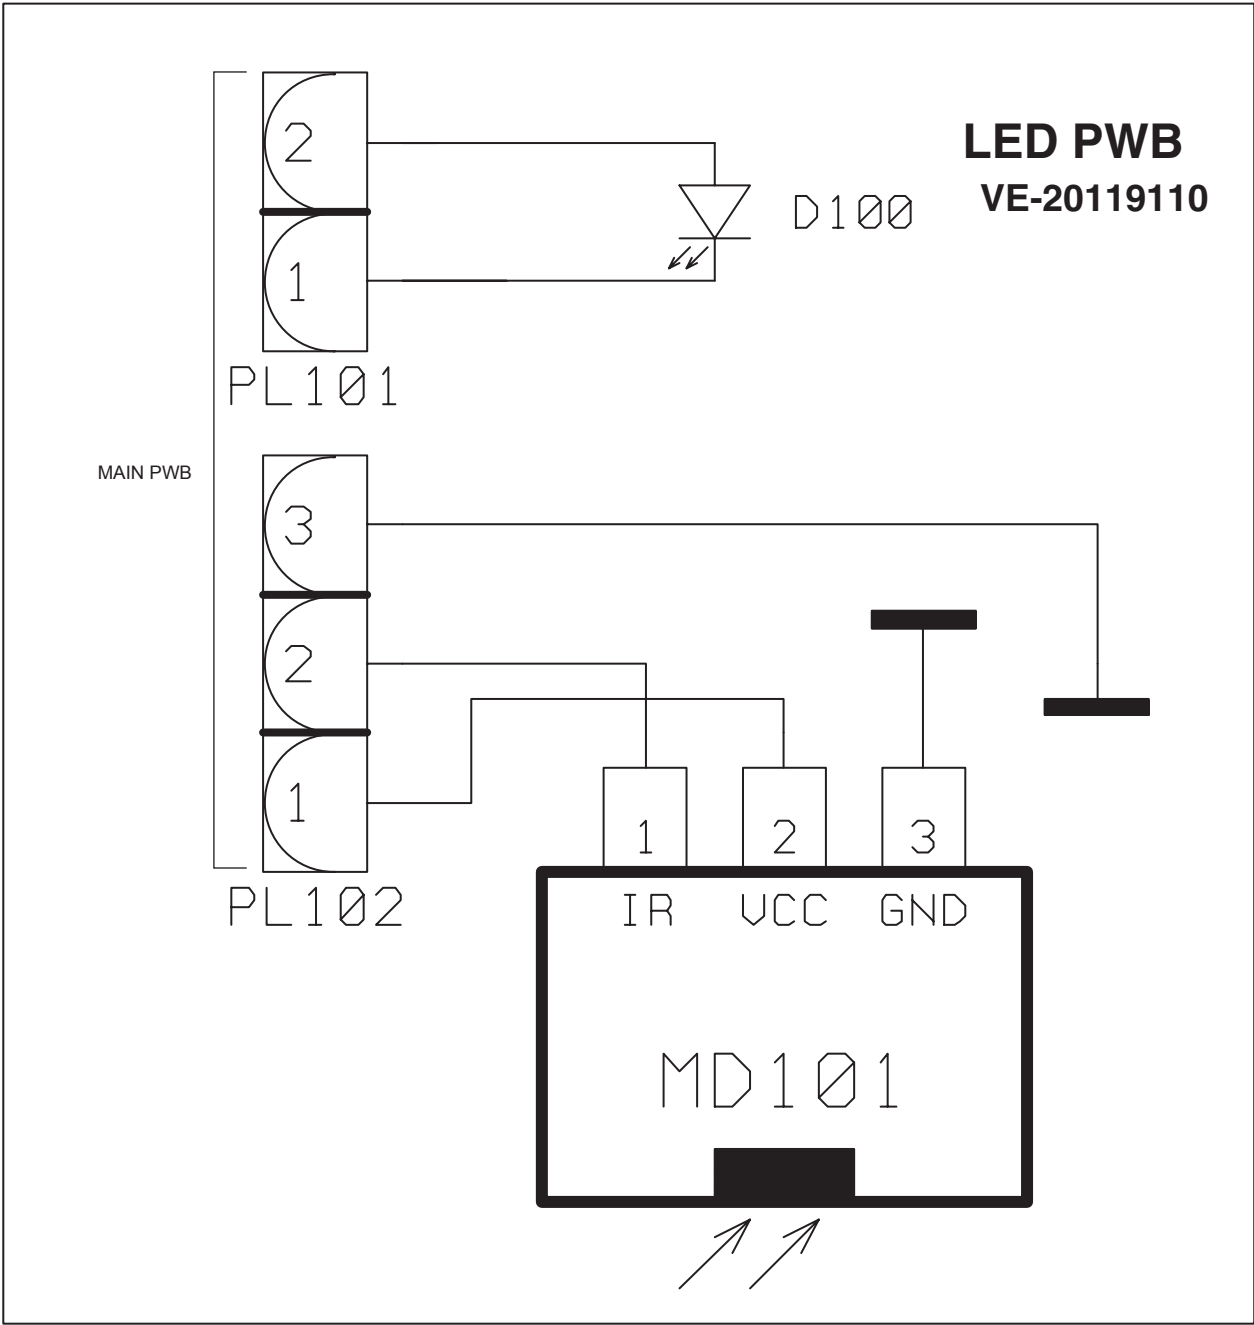 LED PWB
VE-20119110
2
D100
1
PL101
MAIN PWB
3
2
1
PL102
1 2 3
IR VCC GND
MD101